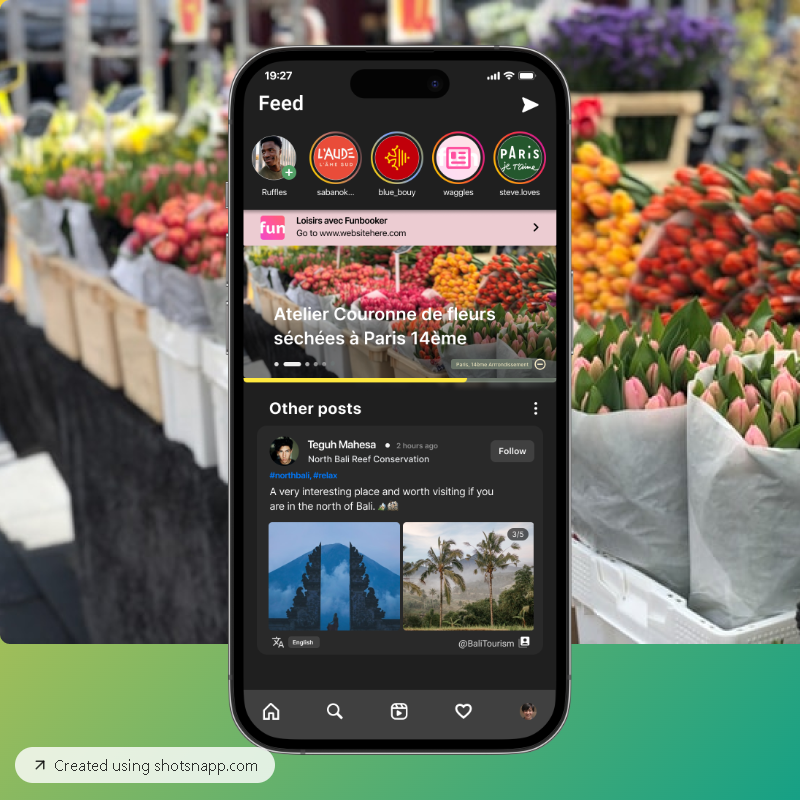 19:27
Feed
L'AUDE
L'ÂME SUD
PARIS
je t'aime
Ruffles
sabanok...
blue_bouy
waggles
steve.loves
fun
Loisirs avec Funbooker
Go to www.websitehere.com
Atelier Couronne de fleurs
séchées à Paris 14ème
Paris, 14ème Arrondissement
Other posts
Teguh Mahesa • 2 hours ago
North Bali Reef Conservation
Follow
#northbali, #relax
A very interesting place and worth visiting if you
are in the north of Bali.
3/5
English
@BaliTourism
Created using shotsnapp.com